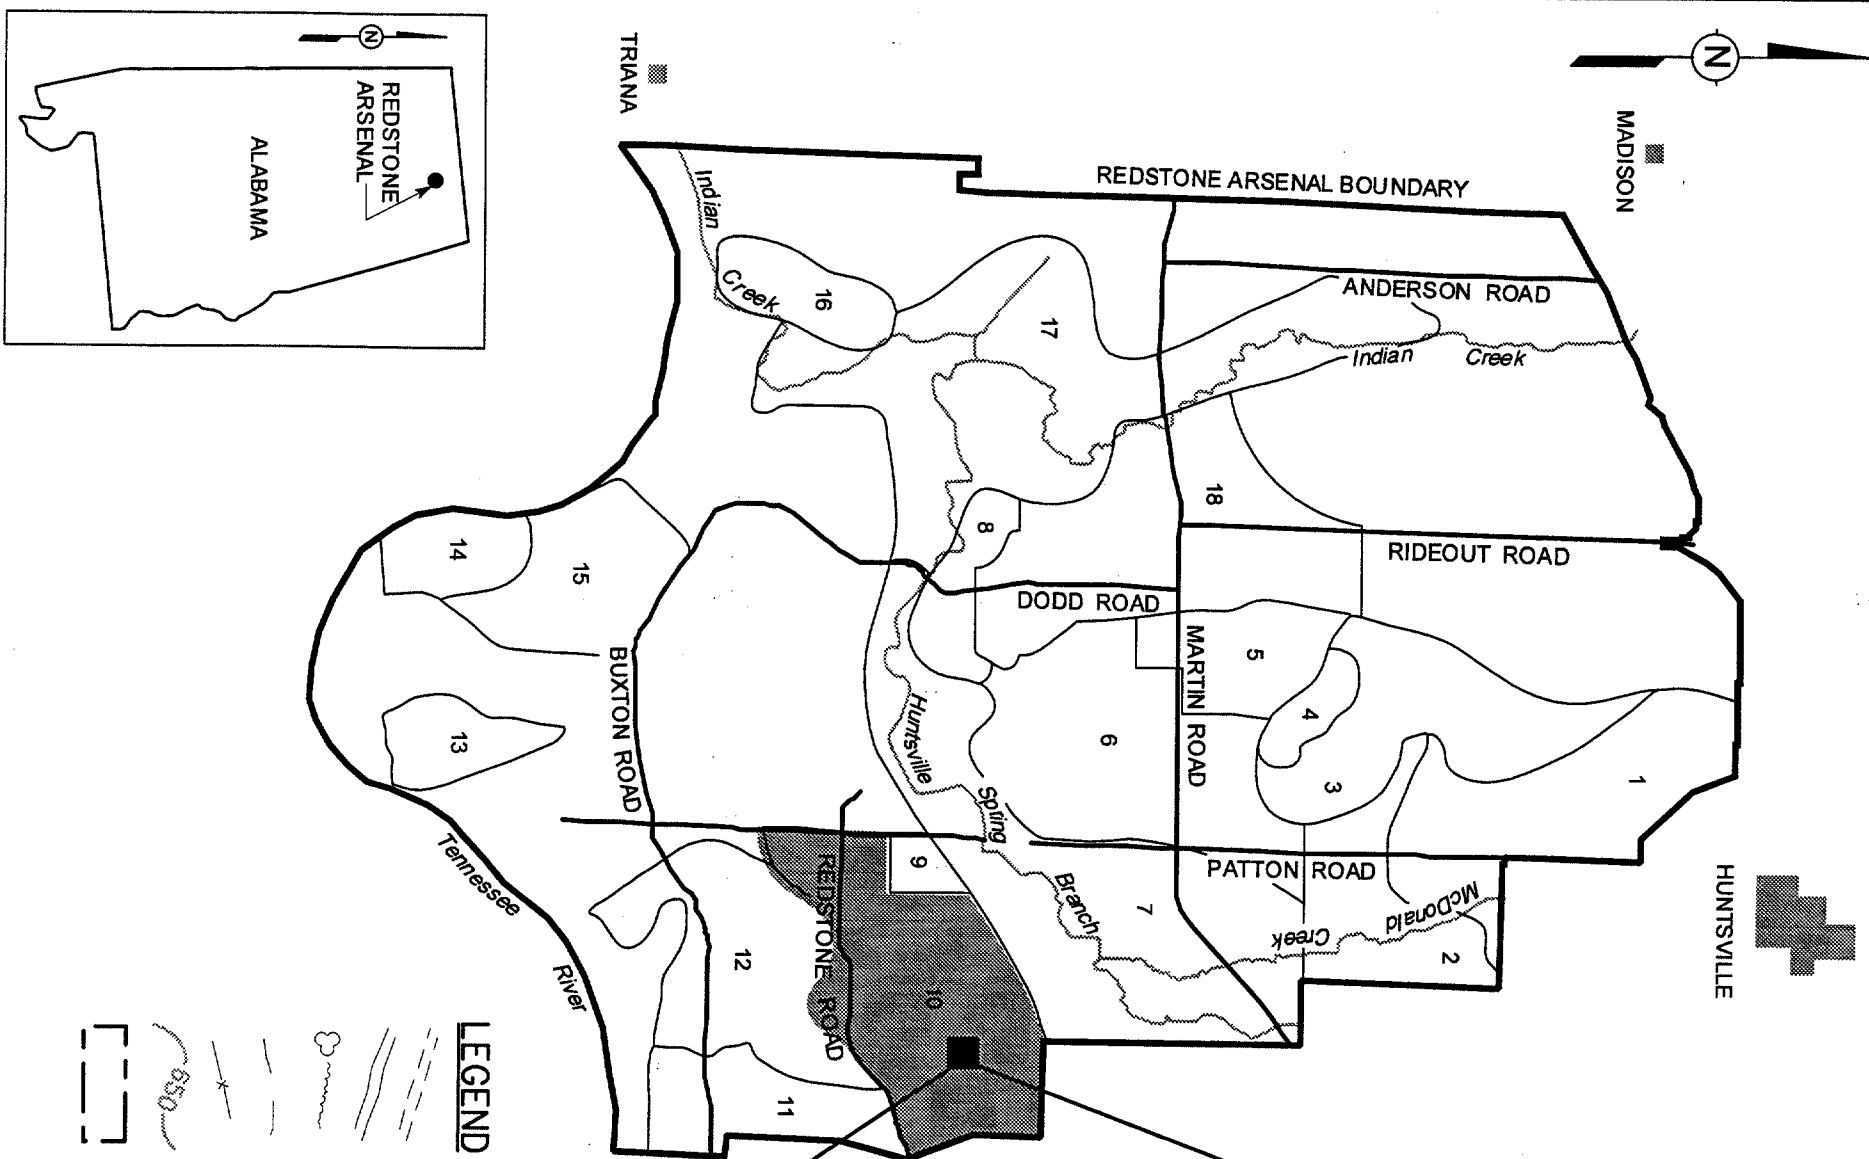 N
REDSTONE
ARSENAL
ALABAMA
TRIANA
N
MADISON
REDSTONE ARSENAL BOUNDARY
Indian
Creek
16
17
ANDERSON ROAD
Indian Creek
18
RIDEOUT ROAD
8
DODD ROAD
14
15
BUXTON ROAD
13
5
MARTIN ROAD
4
3
1
6
Huntsville
Spring
Branch
PATTON ROAD
9
REDSTONE ROAD
7
McDonald
Creek
2
HUNTSVILLE
Tennessee
River
12
10
11
LEGEND
650